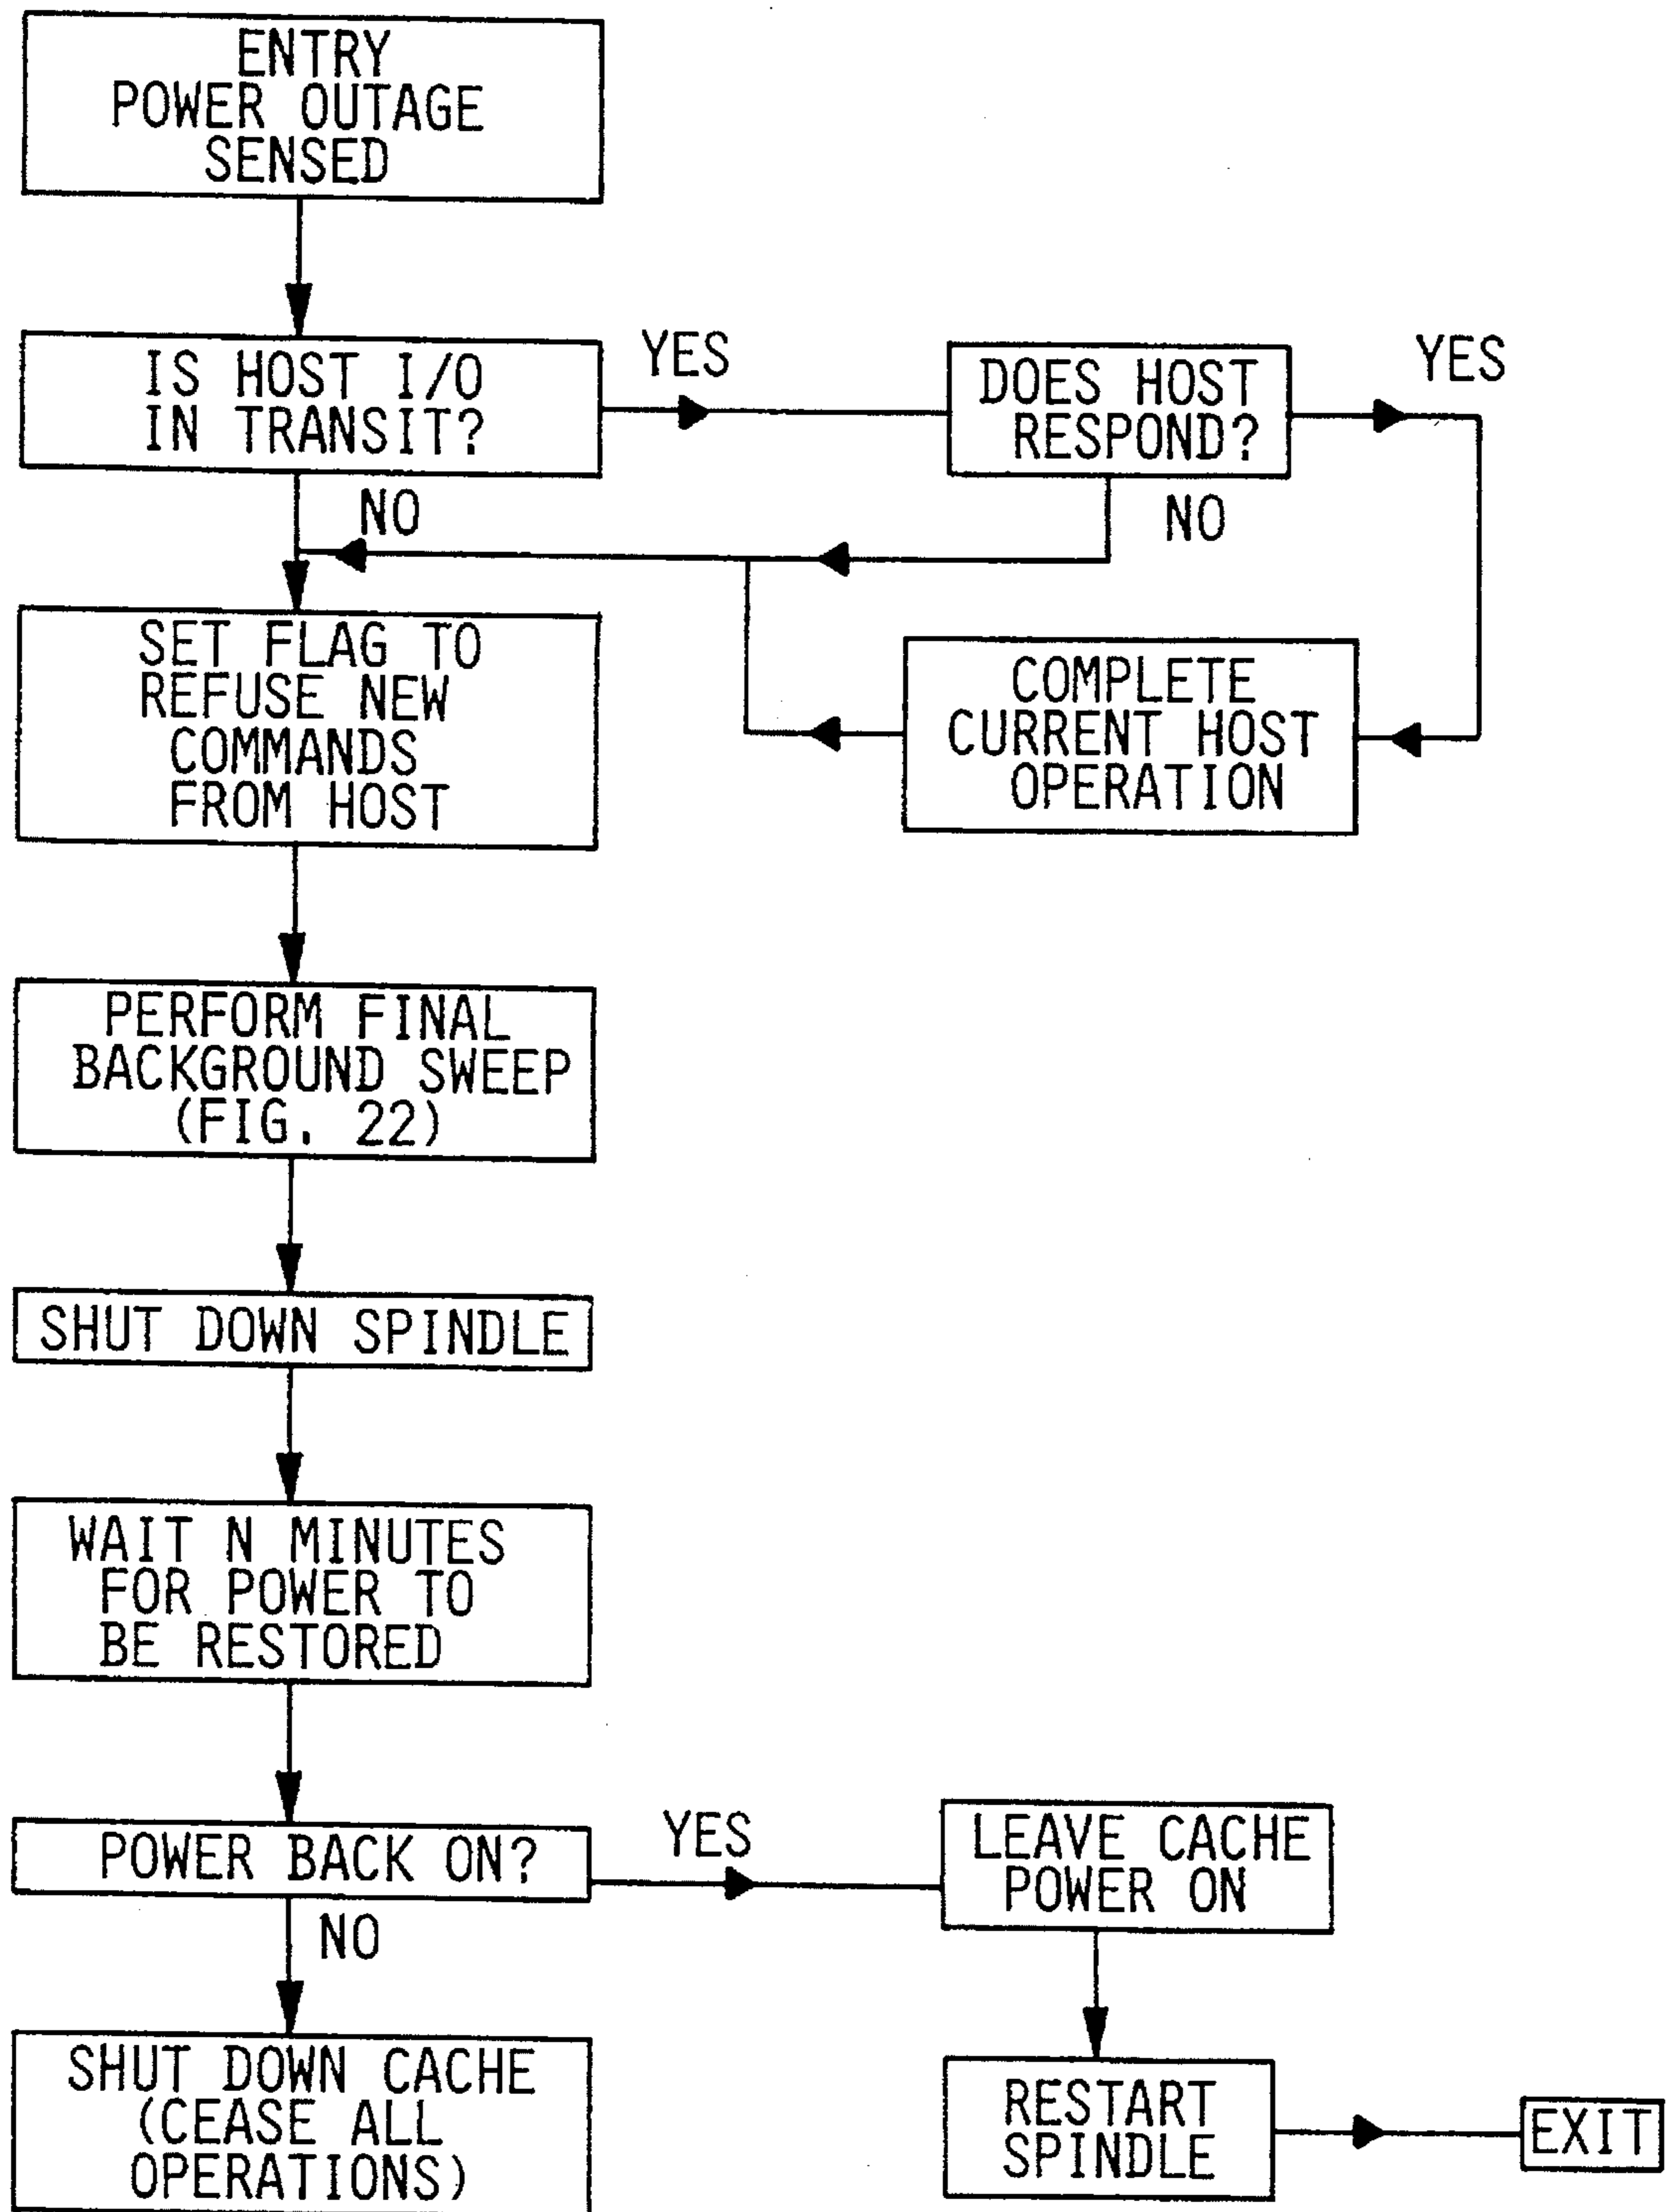 ENTRY
POWER OUTAGE
SENSED
IS HOST I/O
IN TRANSIT?
YES
DOES HOST
RESPOND?
YES
NO
NO
SET FLAG TO
REFUSE NEW
COMMANDS
FROM HOST
COMPLETE
CURRENT HOST
OPERATION
PERFORM FINAL
BACKGROUND SWEEP
(FIG. 22)
SHUT DOWN SPINDLE
WAIT N MINUTES
FOR POWER TO
BE RESTORED
POWER BACK ON?
YES
LEAVE CACHE
POWER ON
NO
SHUT DOWN CACHE
(CEASE ALL
OPERATIONS)
RESTART
SPINDLE
EXIT